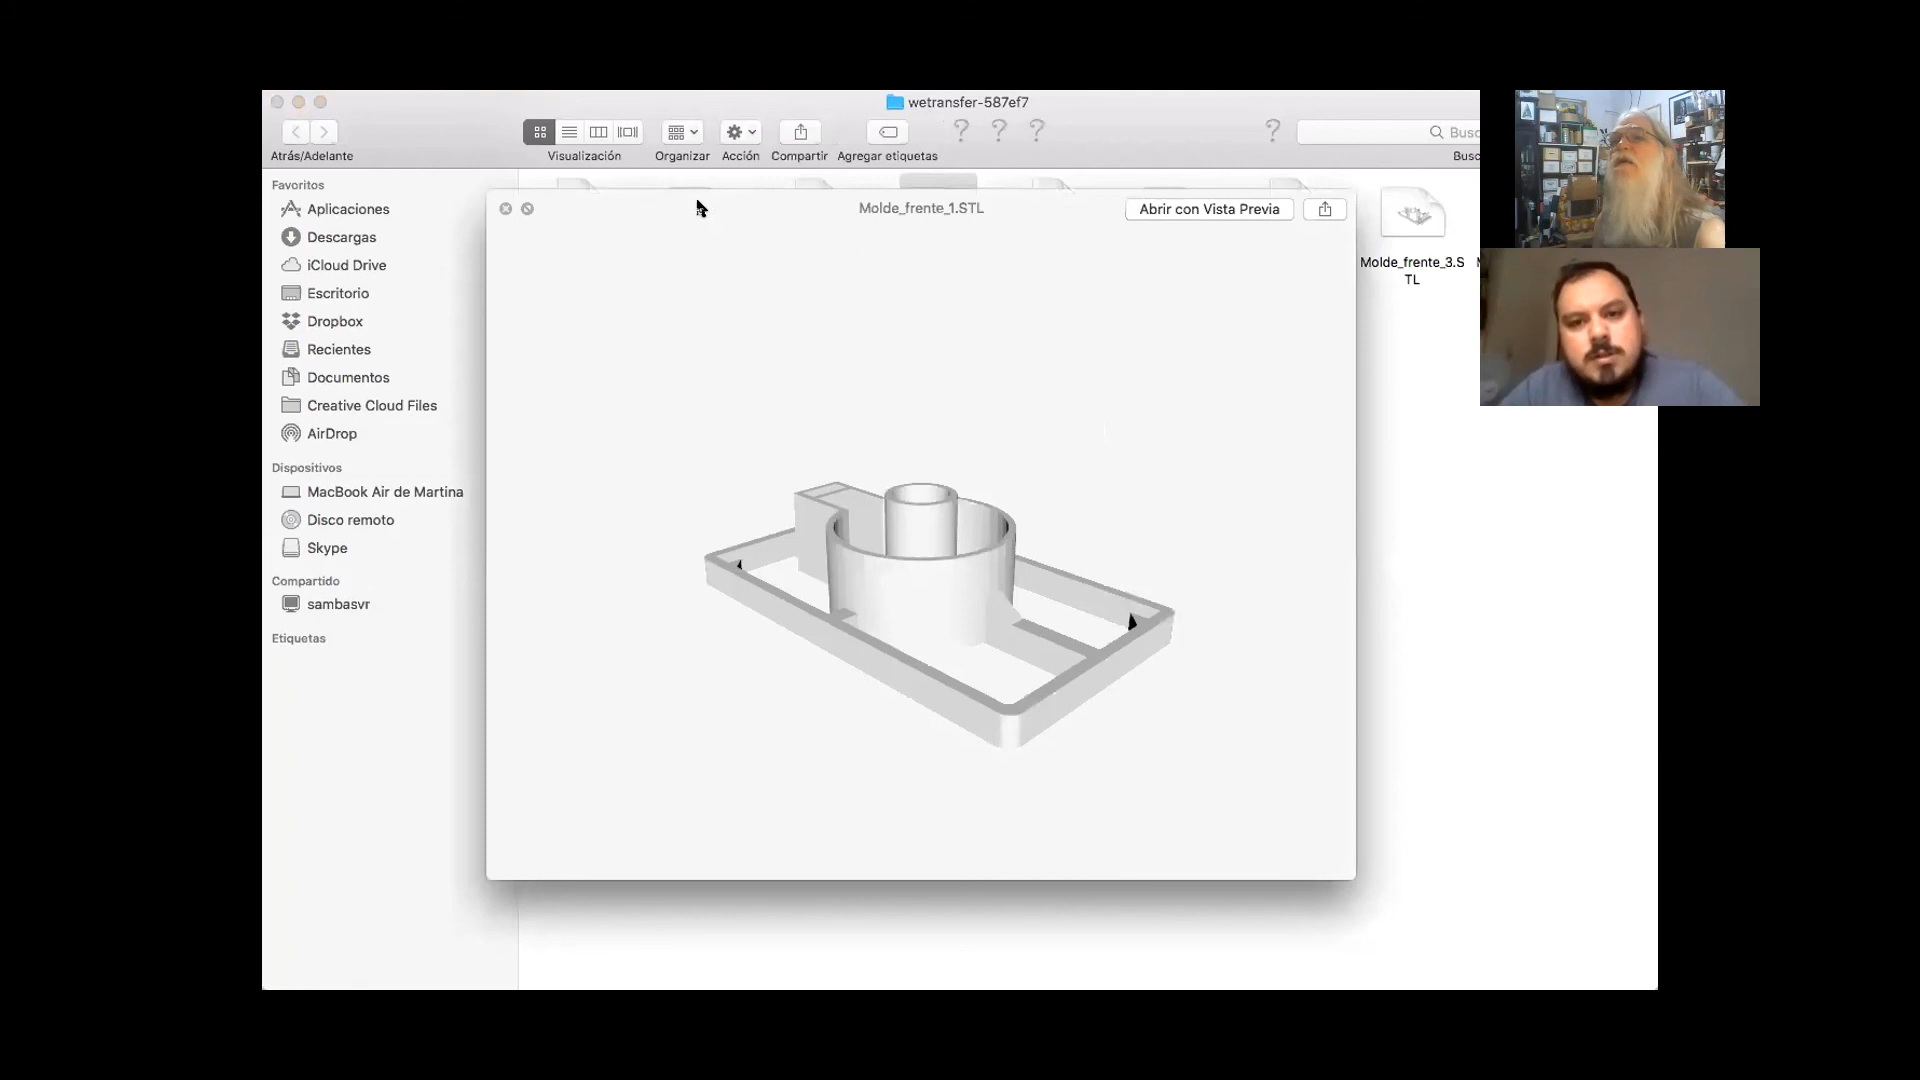 wetransfer-587ef7
Busc
Atrás/Adelante
Visualización
Organizar
Acción
Compartir
Agregar etiquetas
Busc
Favoritos
Aplicaciones
Descargas
iCloud Drive
Escritorio
Dropbox
Recientes
Documentos
Creative Cloud Files
AirDrop
Dispositivos
MacBook Air de Martina
Disco remoto
Skype
Compartido
sambasvr
Etiquetas
Molde_frente_1.STL
Abrir con Vista Previa
Molde_frente_3.S
TL